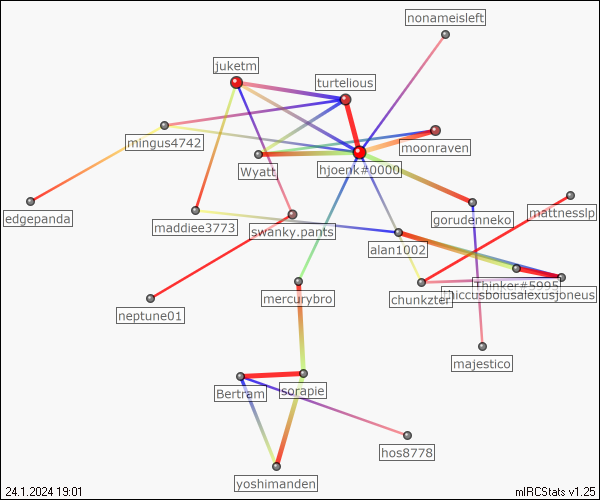 nonameisleft
juketm
turtelious
mingus4742
moonraven
Wyatt
hjoenk#0000
edgepanda
maddiee3773
swanky.pants
gorudenneko
mattnesslp
alan1002
Thinker#5995
thiccusboiusalexusjoneus
chunkzter
mercurybro
neptune01
majestico
Bertram
sorapie
hos8778
yoshimanden
24.1.2024 19:01
mIRCStats v1.25